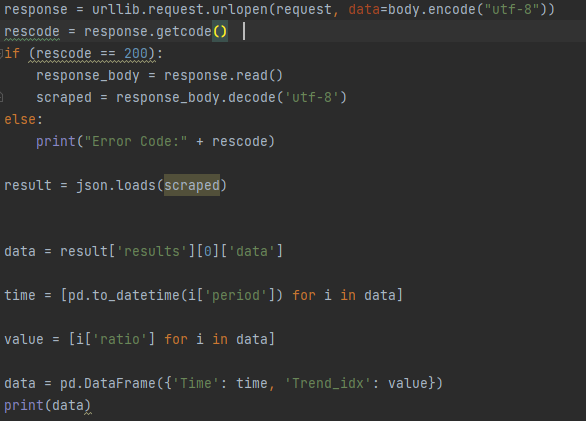 response = urllib.request.urlopen(request, data=body.encode("utf-8"))
rescode = response.getcode()
if (rescode == 200):
    response_body = response.read()
    scraped = response_body.decode('utf-8')
else:
    print("Error Code:" + rescode)
result = json.loads(scraped)
data = result['results'][0]['data']
time = [pd.to_datetime(i['period']) for i in data]
value = [i['ratio'] for i in data]
data = pd.DataFrame({'Time': time, 'Trend_idx': value})
print(data)